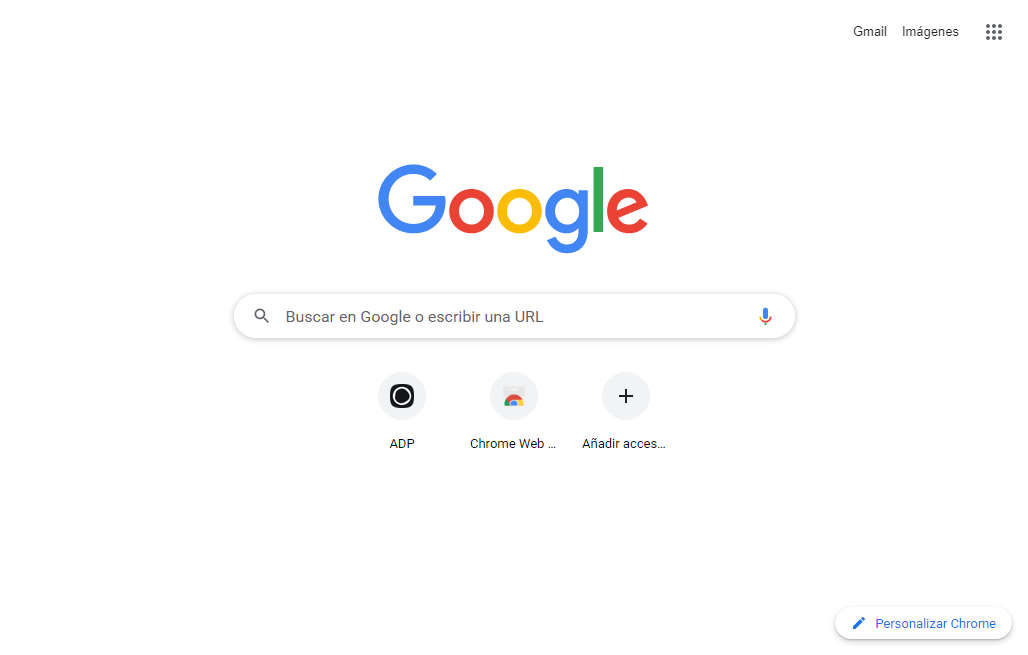 Gmail Imágenes
Google
Buscar en Google o escribir una URL
ADP Chrome Web ... Añadir acces...
Personalizar Chrome